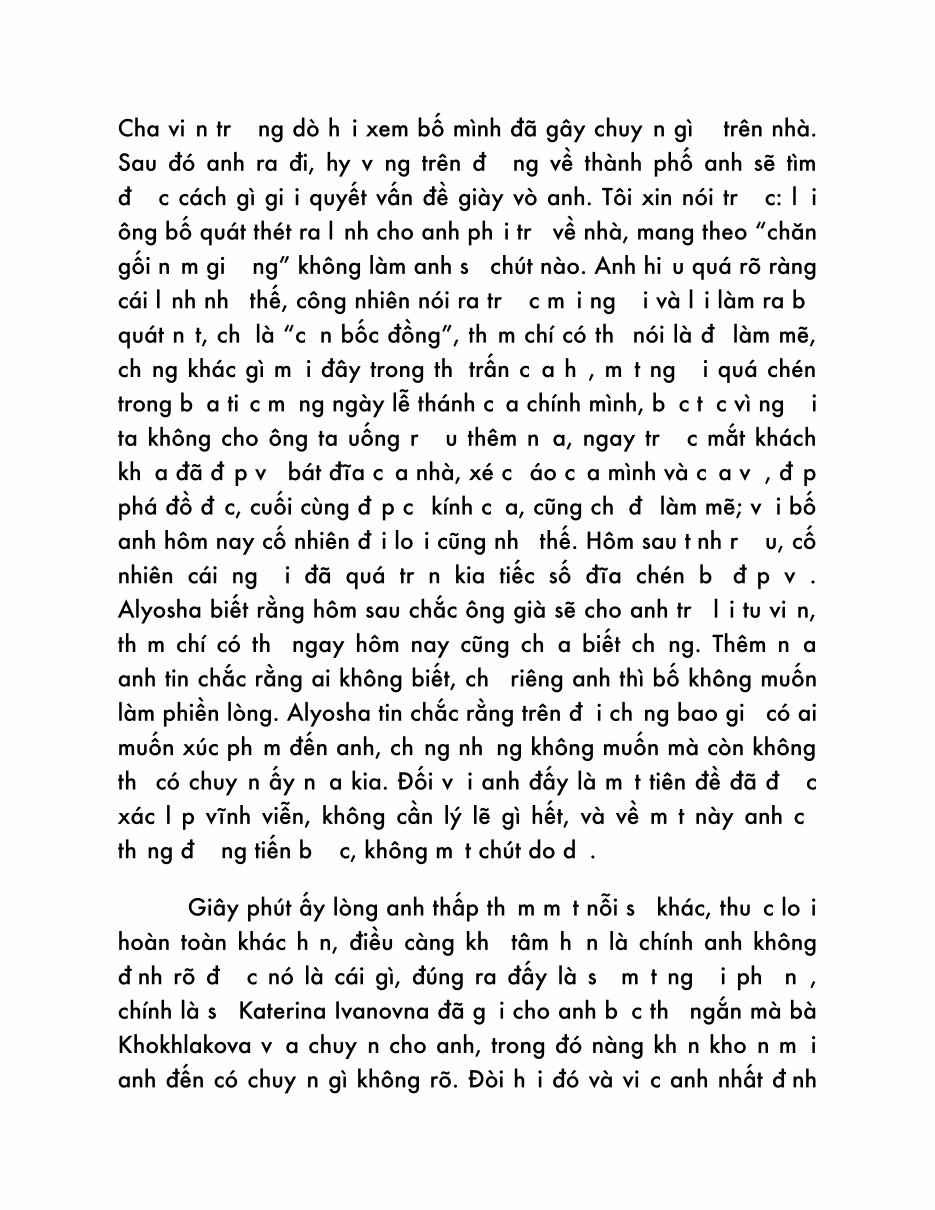 Cha vi n tr ng dò h i xem bố mình đã gây chuy n gì trên nhà.
Sau đó anh ra đi, hy v ng trên đ ng về thành phố anh sẽ tìm
đ c cách gì gi i quyết vấn đề giày vò anh. Tôi xin nói tr c: l i
ông bố quát thét ra l nh cho anh ph i tr về nhà, mang theo “chăn
gối n m gi ng” không làm anh s chút nào. Anh hi u quá rõ ràng
cái l nh nh thế, công nhiên nói ra tr c m i ng i và l i làm ra b
quát n t, ch là “c n bốc đồng”, th m chí có th nói là đ làm mẽ,
ch ng khác gì m i đây trong th trấn c a h , m t ng i quá chén
trong b a ti c m ng ngày lễ thánh c a chính mình, b c t c vì ng i
ta không cho ông ta uống r u thêm n a, ngay tr c mắt khách
kh a đã đ p v bát đĩa c a nhà, xé c áo c a mình và c a v , đ p
phá đồ đ c, cuối cùng đ p c kính c a, cũng ch đ làm mẽ; v i bố
anh hôm nay cố nhiên đ i lo i cũng nh thế. Hôm sau t nh r u, cố
nhiên cái ng i đã quá tr n kia tiếc số đĩa chén b đ p v .
Alyosha biết rằng hôm sau chắc ông già sẽ cho anh tr l i tu vi n,
th m chí có th ngay hôm nay cũng ch a biết ch ng. Thêm n a
anh tin chắc rằng ai không biết, ch riêng anh thì bố không muốn
làm phiền lòng. Alyosha tin chắc rằng trên đ i ch ng bao gi có ai
muốn xúc ph m đến anh, ch ng nh ng không muốn mà còn không
th có chuy n ấy n a kia. Đối v i anh đấy là m t tiên đề đã đ c
xác l p vĩnh viễn, không cần lý lẽ gì hết, và về m t này anh c
th ng đ ng tiến b c, không m t chút do d .
Giây phút ấy lòng anh thấp th m m t nỗi s khác, thu c lo i
hoàn toàn khác h n, điều càng kh tâm h n là chính anh không
đ nh rõ đ c nó là cái gì, đúng ra đấy là s m t ng i ph n ,
chính là s Katerina Ivanovna đã g i cho anh b c th ngắn mà bà
Khokhlakova v a chuy n cho anh, trong đó nàng kh n kho n m i
anh đến có chuy n gì không rõ. Đòi h i đó và vi c anh nhất đ nh